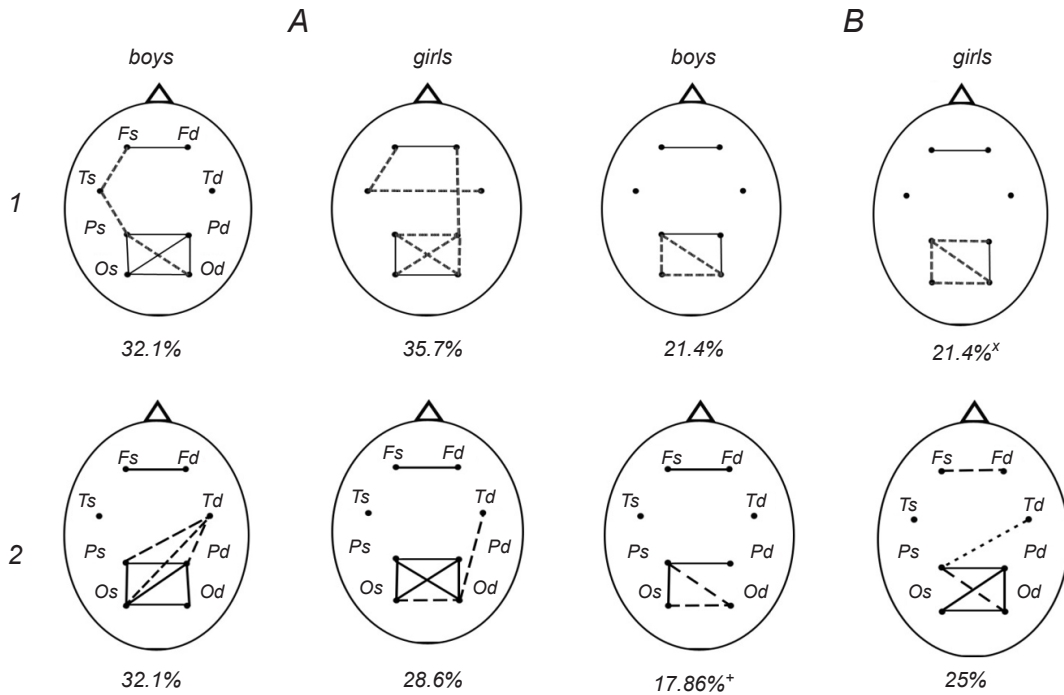 A B
boys girls boys girls
1
Fs Fd
Ts Td
Ps Pd
Os Od
32.1% 35.7% 21.4% 21.4%ˣ
2
Fs Fd Fs Fd Fs Fd Fs Fd
Ts Td Ts Td Ts Td Ts Td
Ps Pd Ps Pd Ps Pd Ps Pd
Os Od Os Od Os Od Os Od
32.1% 28.6% 17.86%⁺ 25%